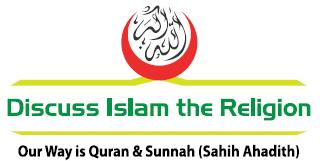 Discuss Islam the Religion
Our Way is Quran & Sunnah (Sahih Ahadith)